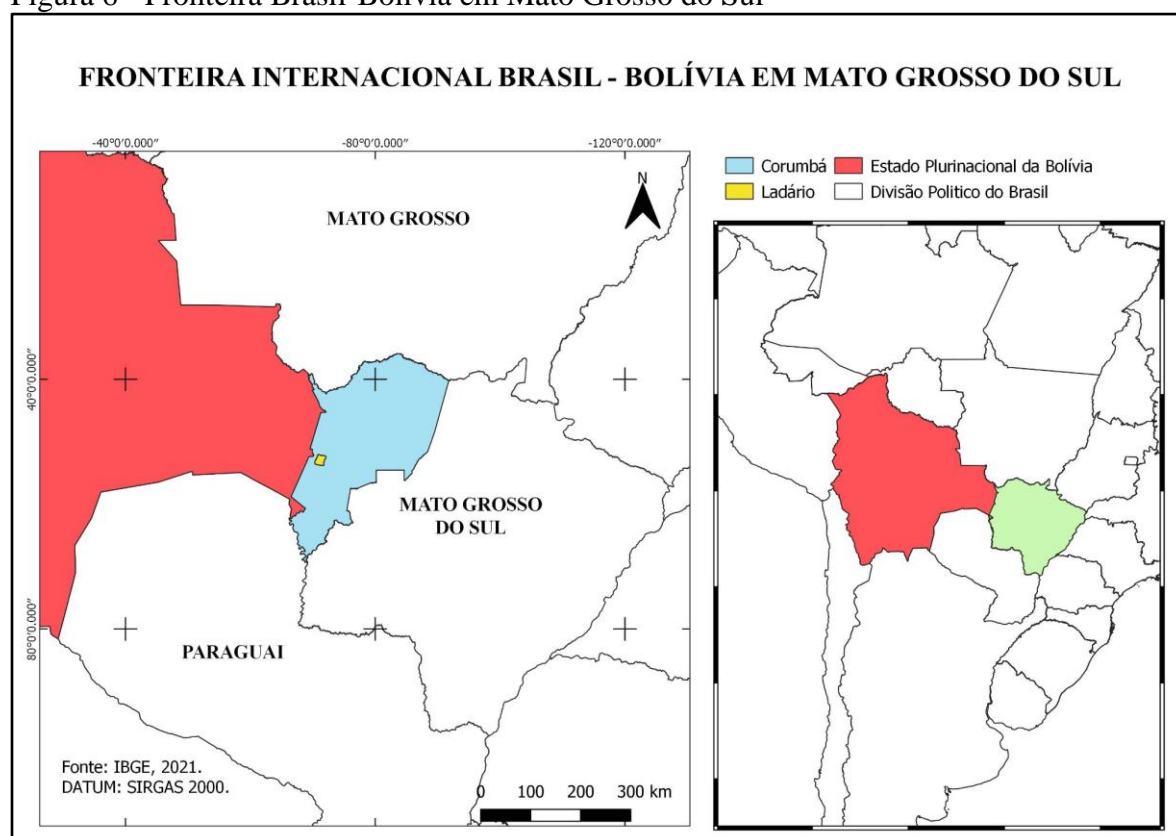 Figura 6 - Fronteira Brasil-Bolívia em Mato Grosso do Sul
FRONTEIRA INTERNACIONAL BRASIL - BOLÍVIA EM MATO GROSSO DO SUL
-40°0'0.000" -80°0'0.000" -120°0'0.000"
Corumbá Estado Plurinacional da Bolívia
Ladário Divisão Politico do Brasil
N
MATO GROSSO
40°0'0.000"
MATO GROSSO
DO SUL
80°0'0.000"
PARAGUAI
Fonte: IBGE, 2021.
DATUM: SIRGAS 2000.
0 100 200 300 km